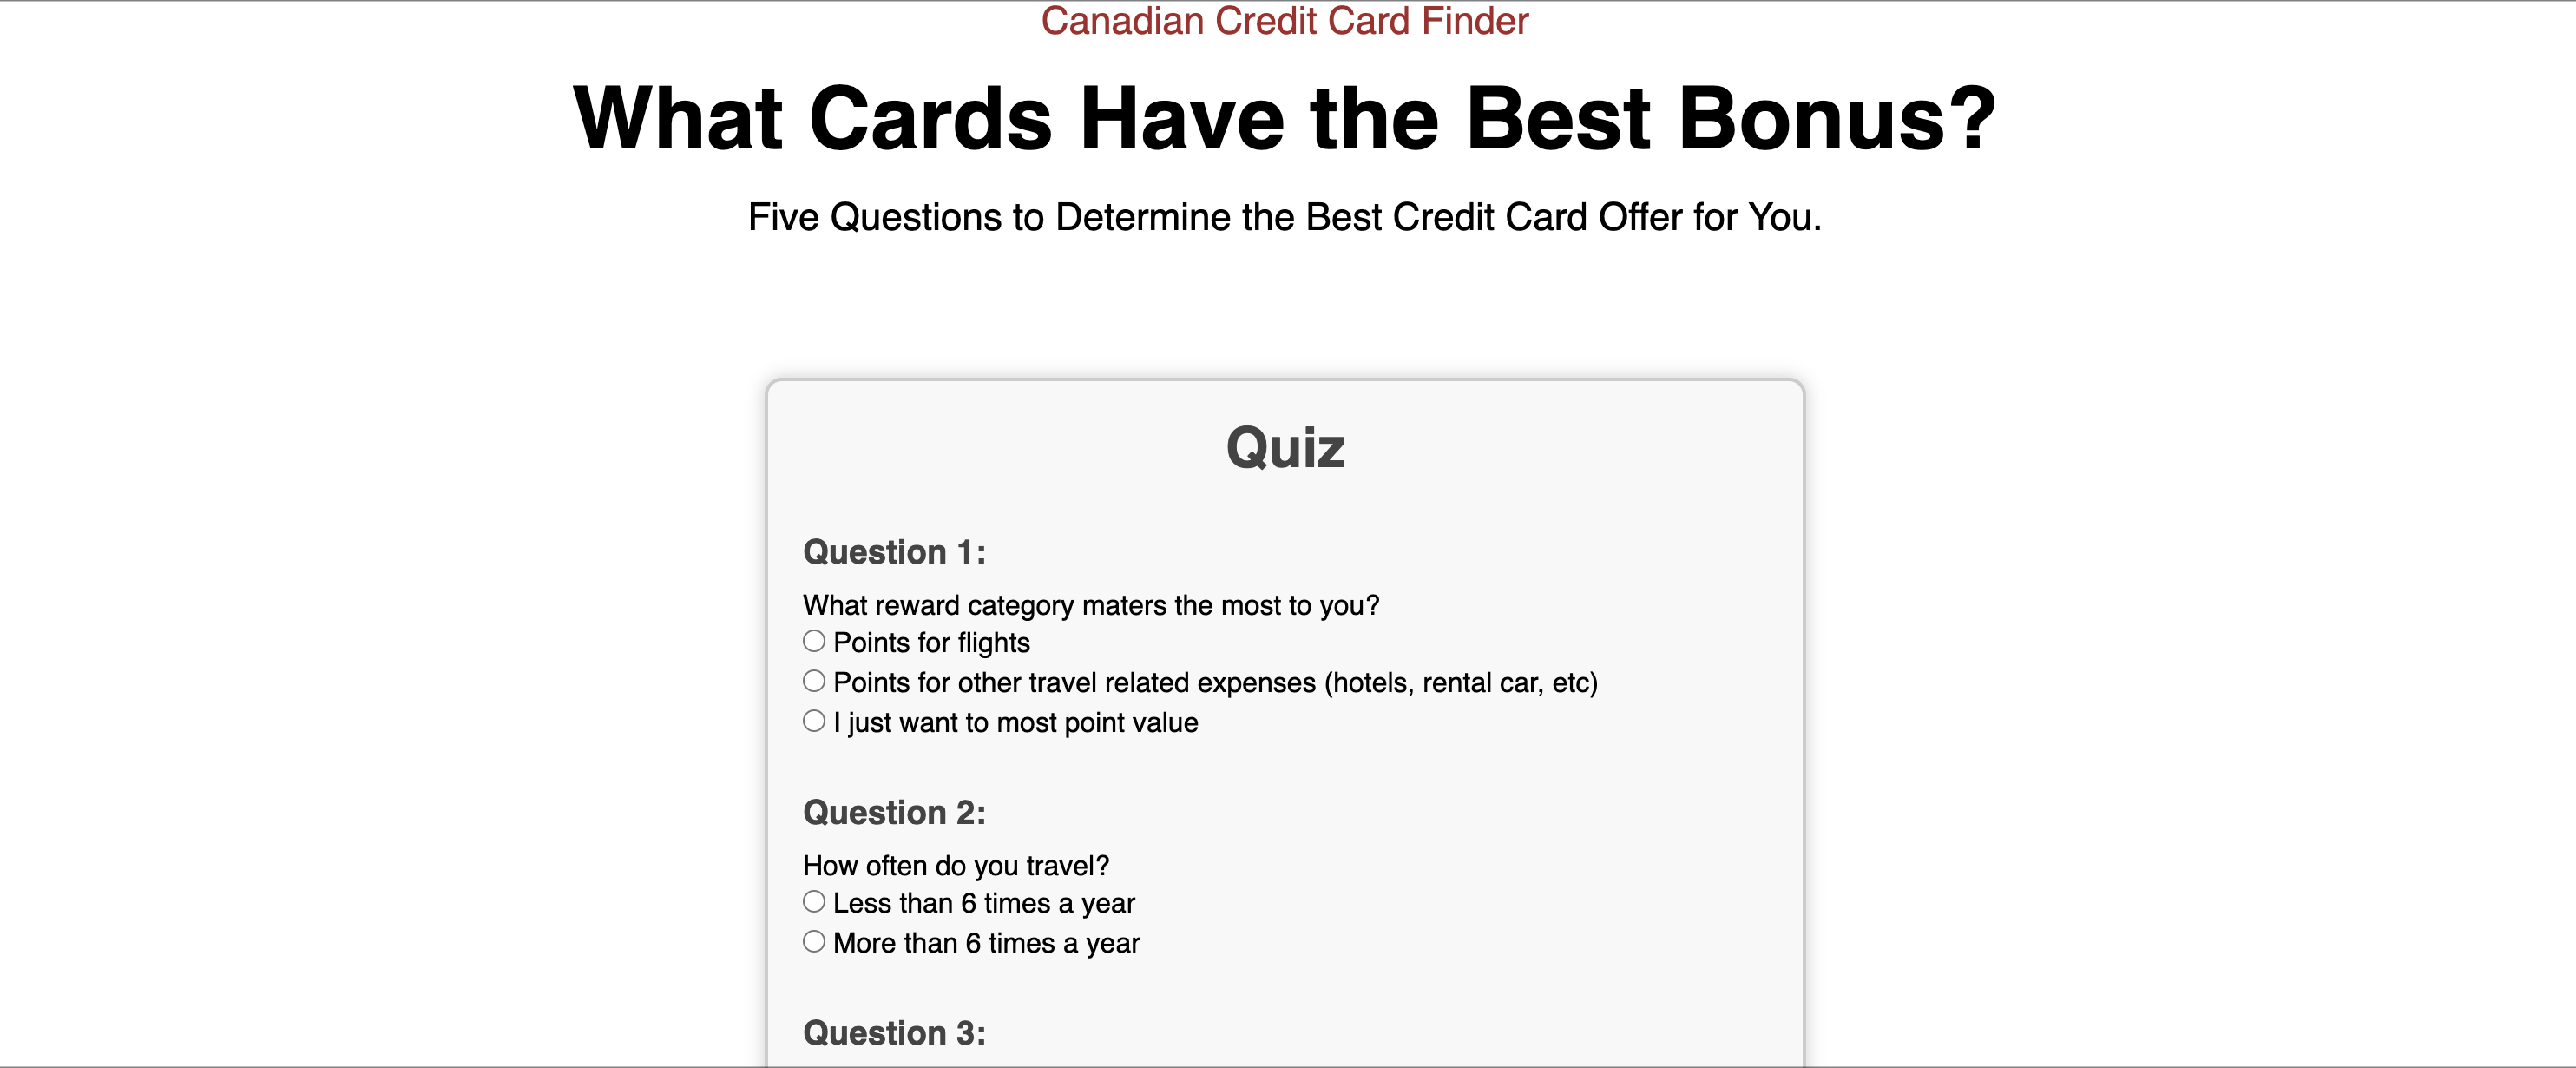 Canadian Credit Card Finder
What Cards Have the Best Bonus?
Five Questions to Determine the Best Credit Card Offer for You.
Quiz
Question 1:
What reward category maters the most to you?
Points for flights
Points for other travel related expenses (hotels, rental car, etc)
I just want to most point value
Question 2:
How often do you travel?
Less than 6 times a year
More than 6 times a year
Question 3: